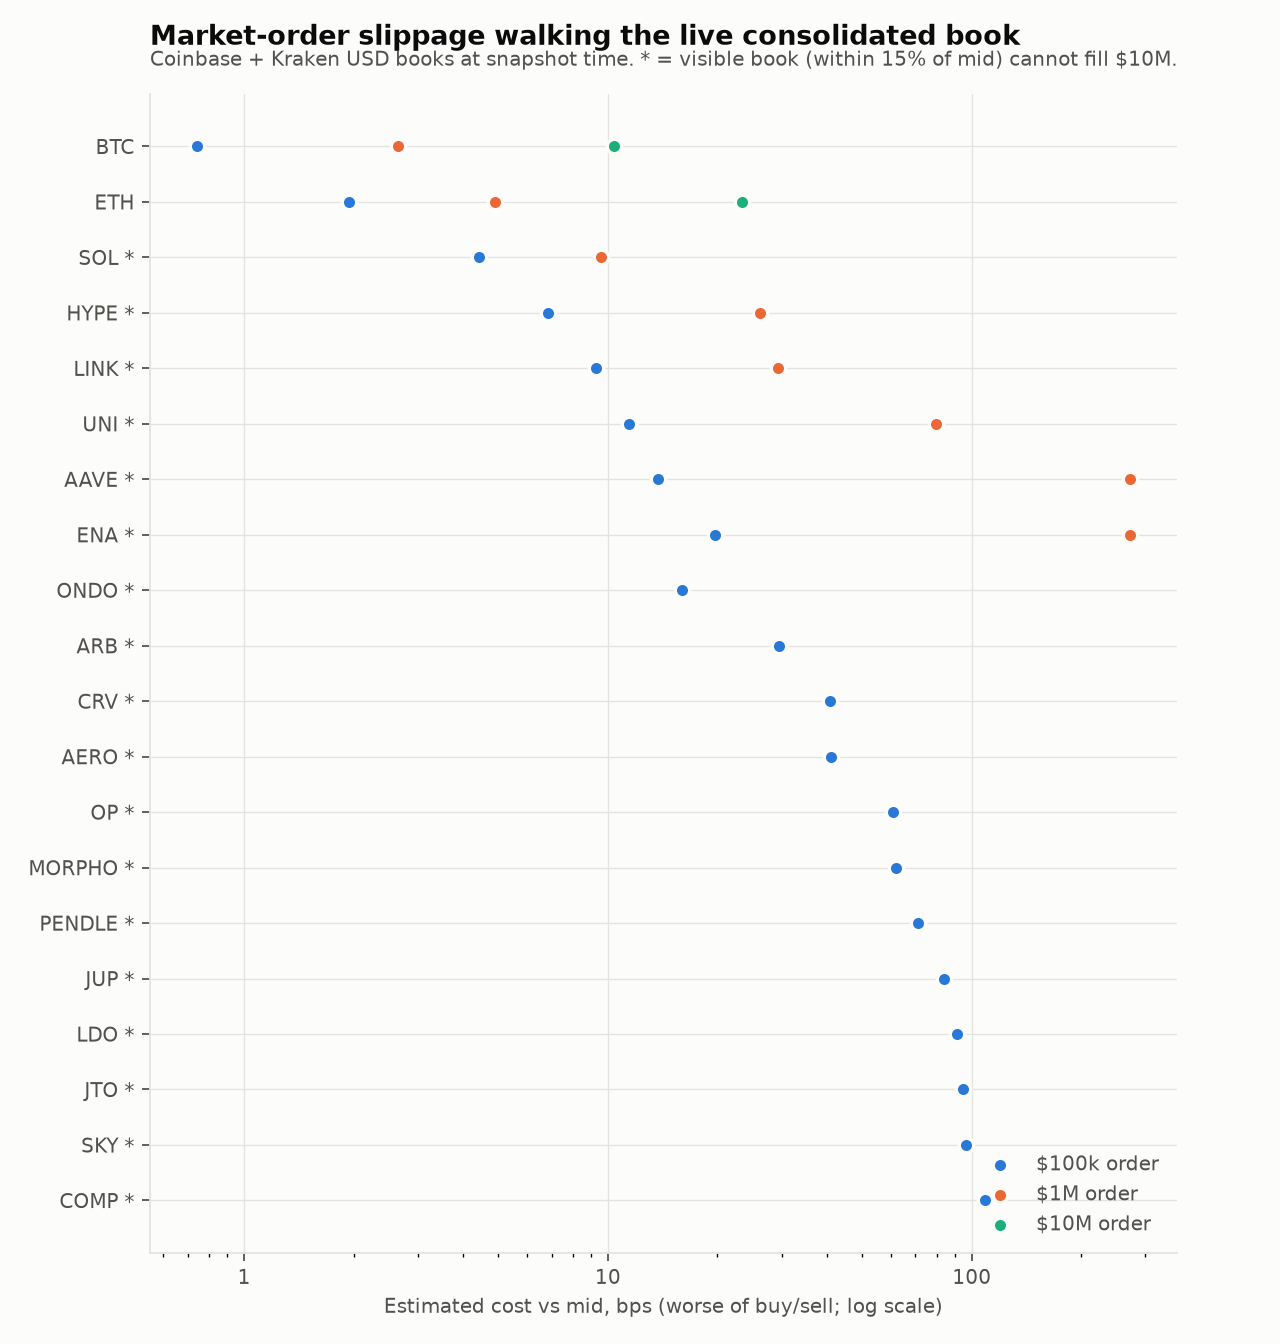 Market-order slippage walking the live consolidated book
Coinbase + Kraken USD books at snapshot time. * = visible book (within 15% of mid) cannot fill $10M.
BTC
ETH
SOL *
HYPE *
LINK *
UNI *
AAVE *
ENA *
ONDO *
ARB *
CRV *
AERO *
OP *
MORPHO *
PENDLE *
JUP *
LDO *
JTO *
SKY *
COMP *
$100k order
$1M order
$10M order
1 10 100
Estimated cost vs mid, bps (worse of buy/sell; log scale)